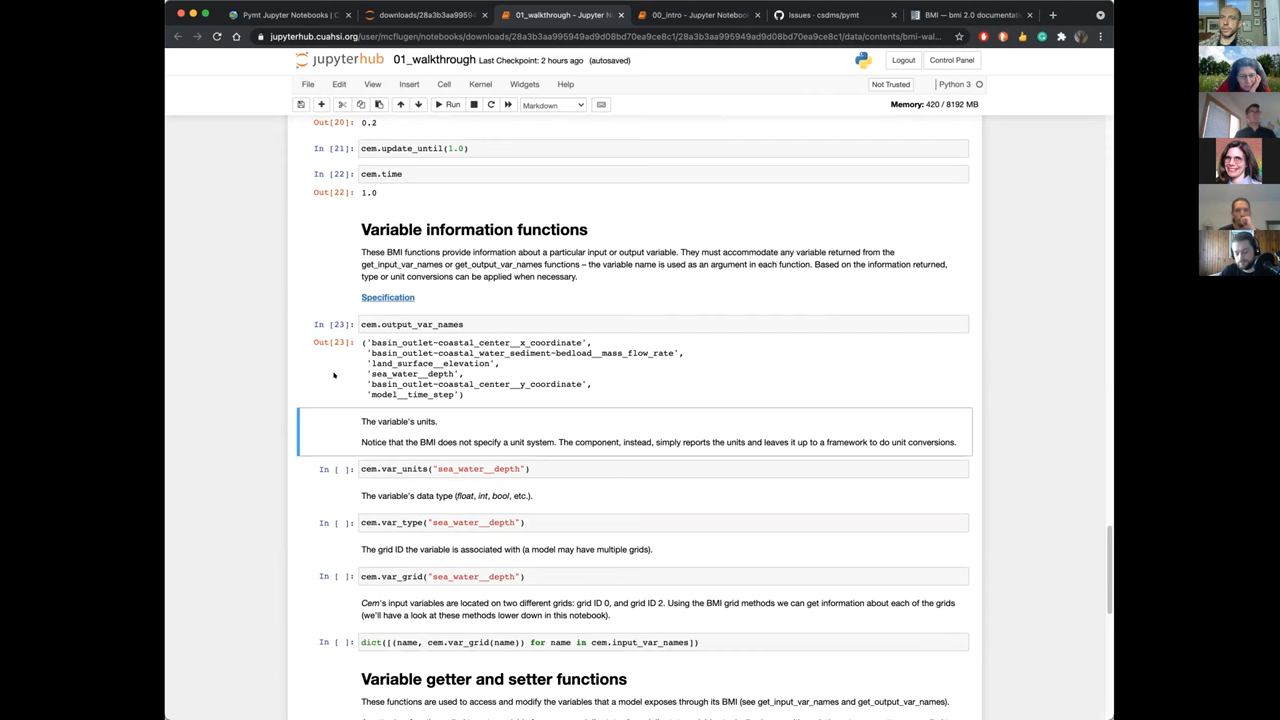 Pymt Jupyter Notebooks |
downloads/28a3b3aa95594
01_walkthrough - Jupyter N
00_intro - Jupyter Notebook
Issues · csdms/pymt
BMI — bmi 2.0 documentati
jupyterhub.cuahsi.org/user/mcflugen/notebooks/downloads/28a3b3aa995949ad9d08bd70ea9ce8c1/28a3b3aa995949ad9d08bd70ea9ce8c1/data/contents/bmi-wal...
jupyterhub 01_walkthrough Last Checkpoint: 2 hours ago (autosaved)
Logout Control Panel
File Edit View Insert Cell Kernel Widgets Help
Not Trusted Python 3
Run Markdown
Memory: 420 / 8192 MB
Out[20]: 0.2
In [21]: cem.update_until(1.0)
In [22]: cem.time
Out[22]: 1.0
Variable information functions
These BMI functions provide information about a particular input or output variable. They must accommodate any variable returned from the
get_input_var_names or get_output_var_names functions – the variable name is used as an argument in each function. Based on the information returned,
type or unit conversions can be applied when necessary.
Specification
In [23]: cem.output_var_names
Out[23]: ('basin_outlet~coastal_center__x_coordinate',
'basin_outlet~coastal_water_sediment~bedload__mass_flow_rate',
'land_surface__elevation',
'sea_water__depth',
'basin_outlet~coastal_center__y_coordinate',
'model__time_step')
The variable's units.
Notice that the BMI does not specify a unit system. The component, instead, simply reports the units and leaves it up to a framework to do unit conversions.
In [ ]: cem.var_units("sea_water__depth")
The variable's data type (float, int, bool, etc.).
In [ ]: cem.var_type("sea_water__depth")
The grid ID the variable is associated with (a model may have multiple grids).
In [ ]: cem.var_grid("sea_water__depth")
Cem's input variables are located on two different grids: grid ID 0, and grid ID 2. Using the BMI grid methods we can get information about each of the grids
(we'll have a look at these methods lower down in this notebook).
In [ ]: dict([(name, cem.var_grid(name)) for name in cem.input_var_names])
Variable getter and setter functions
These functions are used to access and modify the variables that a model exposes through its BMI (see get_input_var_names and get_output_var_names).